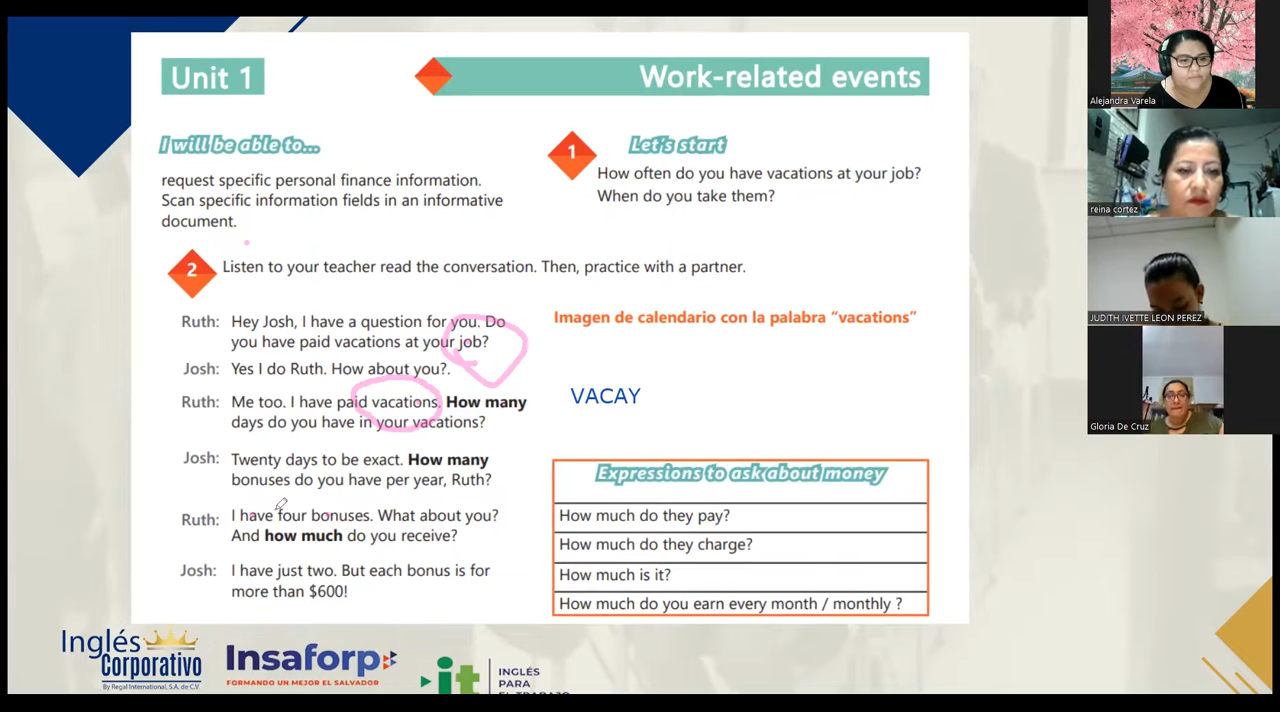 Unit 1
Work-related events
I will be able to...
request specific personal finance information.
Scan specific information fields in an informative
document.
1
Let's start
How often do you have vacations at your job?
When do you take them?
2
Listen to your teacher read the conversation. Then, practice with a partner.
Ruth: Hey Josh, I have a question for you. Do
you have paid vacations at your job?
Josh: Yes I do Ruth. How about you?.
Ruth: Me too. I have paid vacations. How many
days do you have in your vacations?
Josh: Twenty days to be exact. How many
bonuses do you have per year, Ruth?
Ruth: I have four bonuses. What about you?
And how much do you receive?
Josh: I have just two. But each bonus is for
more than $600!
Imagen de calendario con la palabra “vacations”
VACAY
Expressions to ask about money
How much do they pay?
How much do they charge?
How much is it?
How much do you earn every month / monthly ?
Inglés
Corporativo
By Regal International, S.A. de C.V.
Insaforp
FORMANDO UN MEJOR EL SALVADOR
it
INGLÉS
PARA
EL TRABAJO
Alejandra Varela
reina cortez
JUDITH IVETTE LEON PEREZ
Gloria De Cruz